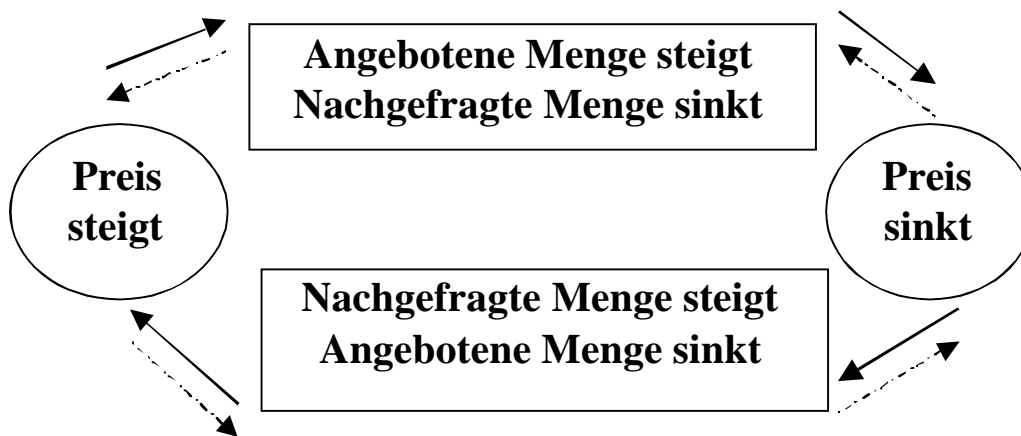 Angebotene Menge steigt
Nachgefragte Menge sinkt
Preis
steigt
Preis
sinkt
Nachgefragte Menge steigt
Angebotene Menge sinkt